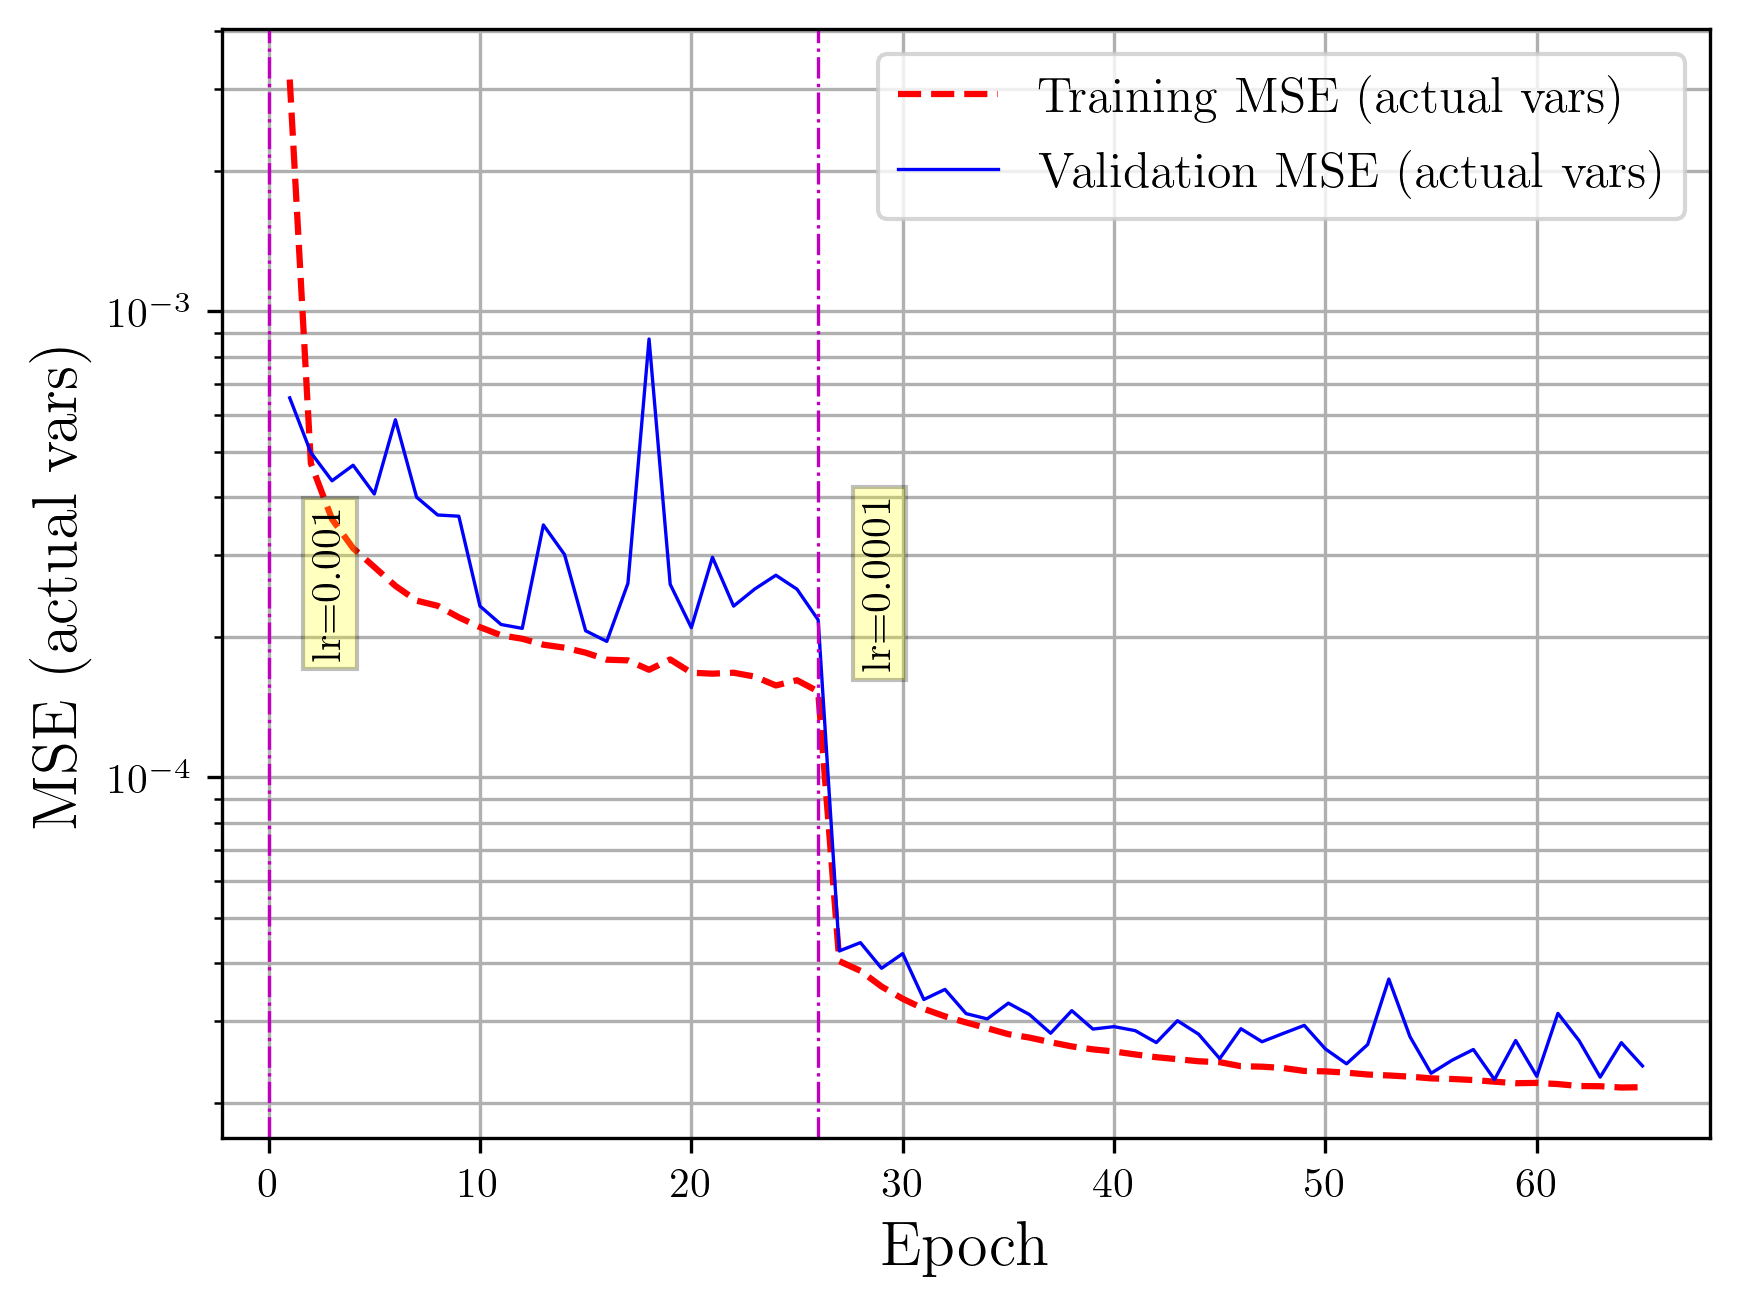 Training MSE (actual vars)
Validation MSE (actual vars)
MSE (actual vars)
10⁻³
10⁻⁴
lr=0.001
lr=0.0001
0 10 20 30 40 50 60
Epoch